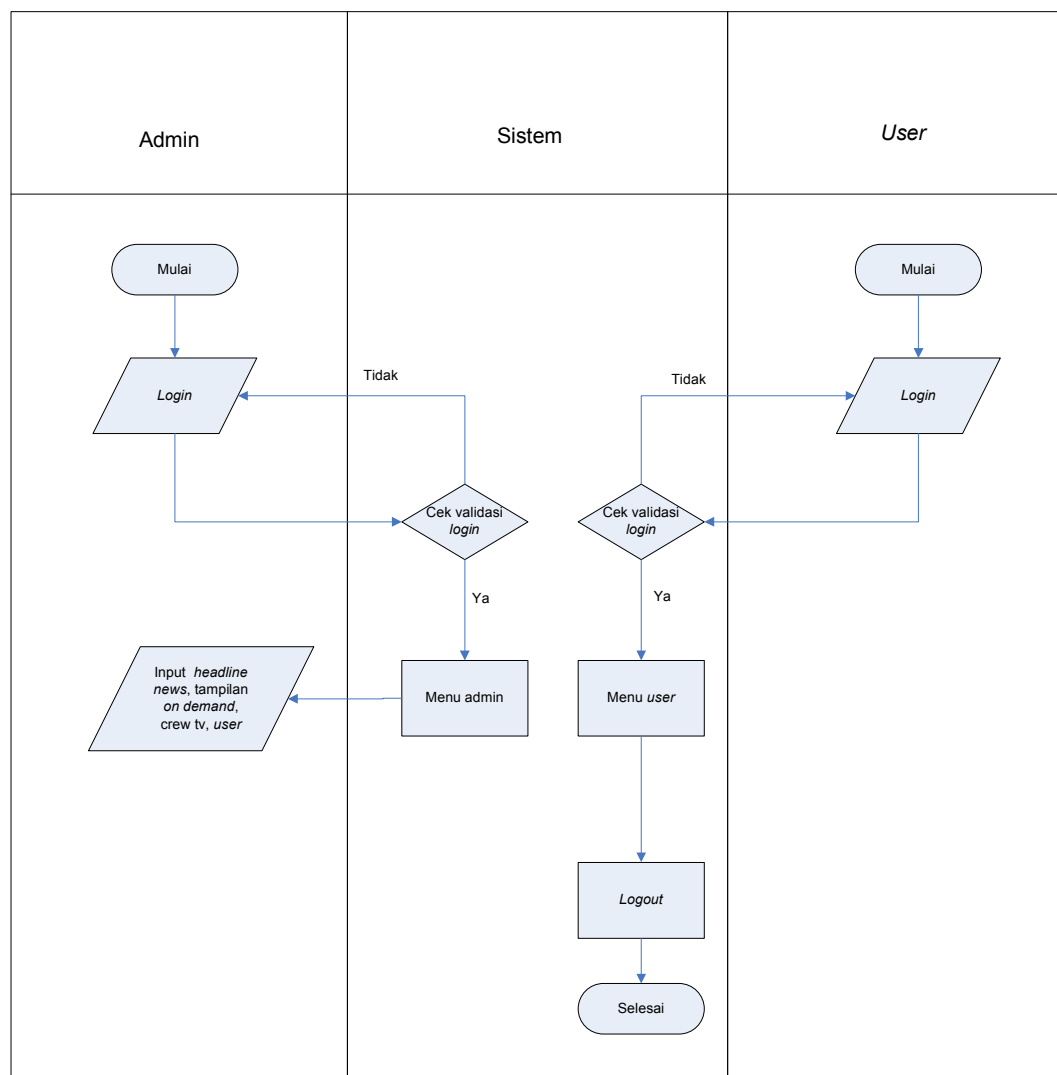 Admin
Sistem
User
Mulai
Mulai
Login
Tidak
Tidak
Login
Cek validasi
login
Cek validasi
login
Ya
Ya
Input headline
news, tampilan
on demand,
crew tv, user
Menu admin
Menu user
Logout
Selesai